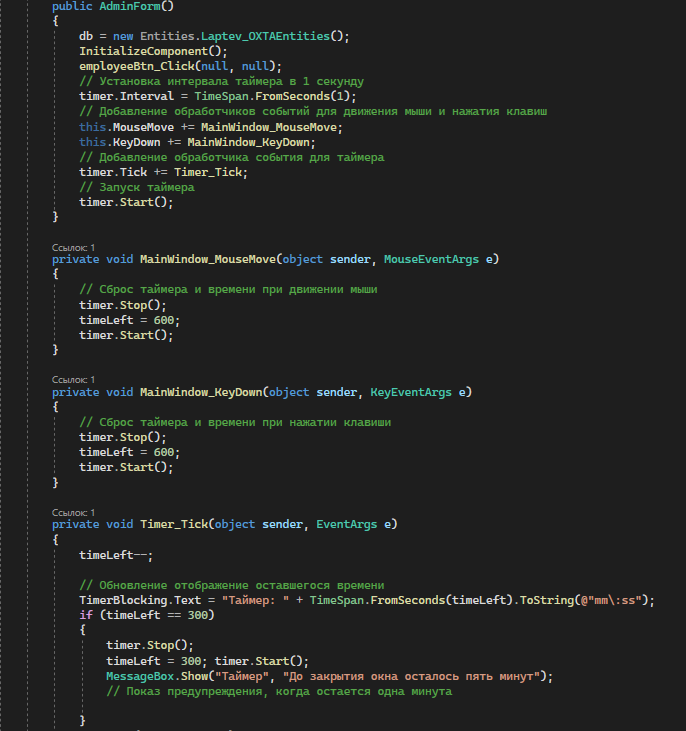 public AdminForm()
{
db = new Entities.Laptev_OXTAEntities();
InitializeComponent();
employeeBtn_Click(null, null);
// Установка интервала таймера в 1 секунду
timer.Interval = TimeSpan.FromSeconds(1);
// Добавление обработчиков событий для движения мыши и нажатия клавиш
this.MouseMove += MainWindow_MouseMove;
this.KeyDown += MainWindow_KeyDown;
// Добавление обработчика события для таймера
timer.Tick += Timer_Tick;
// Запуск таймера
timer.Start();
}
Ссылок: 1
private void MainWindow_MouseMove(object sender, MouseEventArgs e)
{
// Сброс таймера и времени при движении мыши
timer.Stop();
timeLeft = 600;
timer.Start();
}
Ссылок: 1
private void MainWindow_KeyDown(object sender, KeyEventArgs e)
{
// Сброс таймера и времени при нажатии клавиши
timer.Stop();
timeLeft = 600;
timer.Start();
}
Ссылок: 1
private void Timer_Tick(object sender, EventArgs e)
{
timeLeft--;
// Обновление отображение оставшегося времени
TimerBlocking.Text = "Таймер: " + TimeSpan.FromSeconds(timeLeft).ToString(@"mm\:ss");
if (timeLeft == 300)
{
timer.Stop();
timeLeft = 300; timer.Start();
MessageBox.Show("Таймер", "До закрытия окна осталось пять минут");
// Показ предупреждения, когда остается одна минута
}